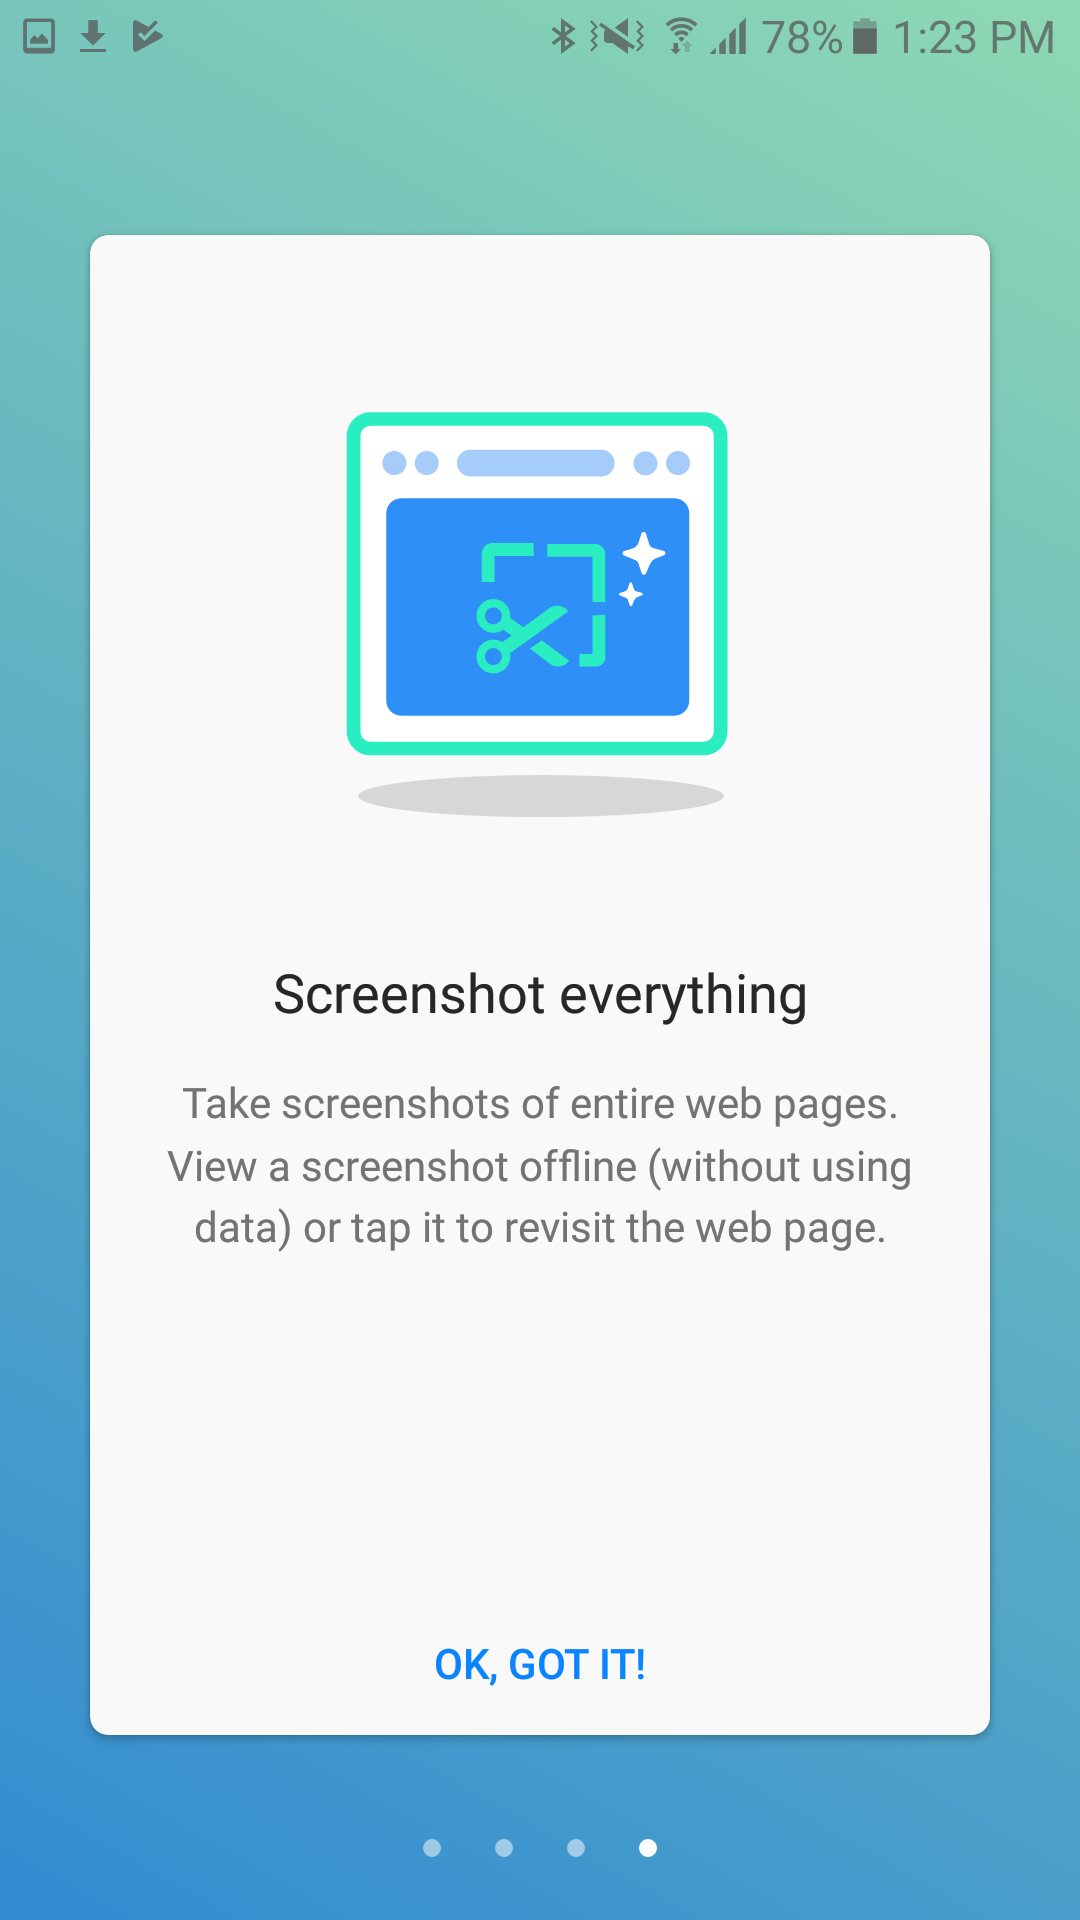 78% 1:23 PM
Screenshot everything
Take screenshots of entire web pages.
View a screenshot offline (without using
data) or tap it to revisit the web page.
OK, GOT IT!